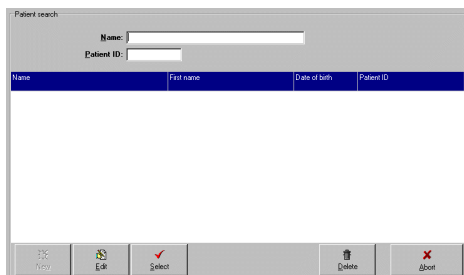 Patient search
Name:
Patient ID:
Name First name Date of birth Patient ID
New Edit Select Delete Abort